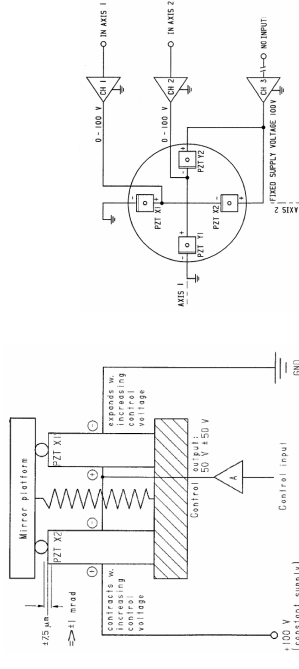 IN AXIS 1
IN AXIS 2
NO INPUT
CH 1
CH 2
CH 3
0-100 V
0-100 V
FIXED SUPPLY VOLTAGE 100V
PZT X1
- +
PZT Y2
+
-
PZT Y1
+
-
PZT X2
- +
AXIS 1
AXIS 2
Mirror platform
±7.5 µm
=> ±1 mrad
PZT X2
PZT X1
contracts w.
increasing
control
voltage
+ - + -
expands w.
increasing
control
voltage
Control output:
50 V ±50 V
A
Control input
+100 V
(constant supply)
GND